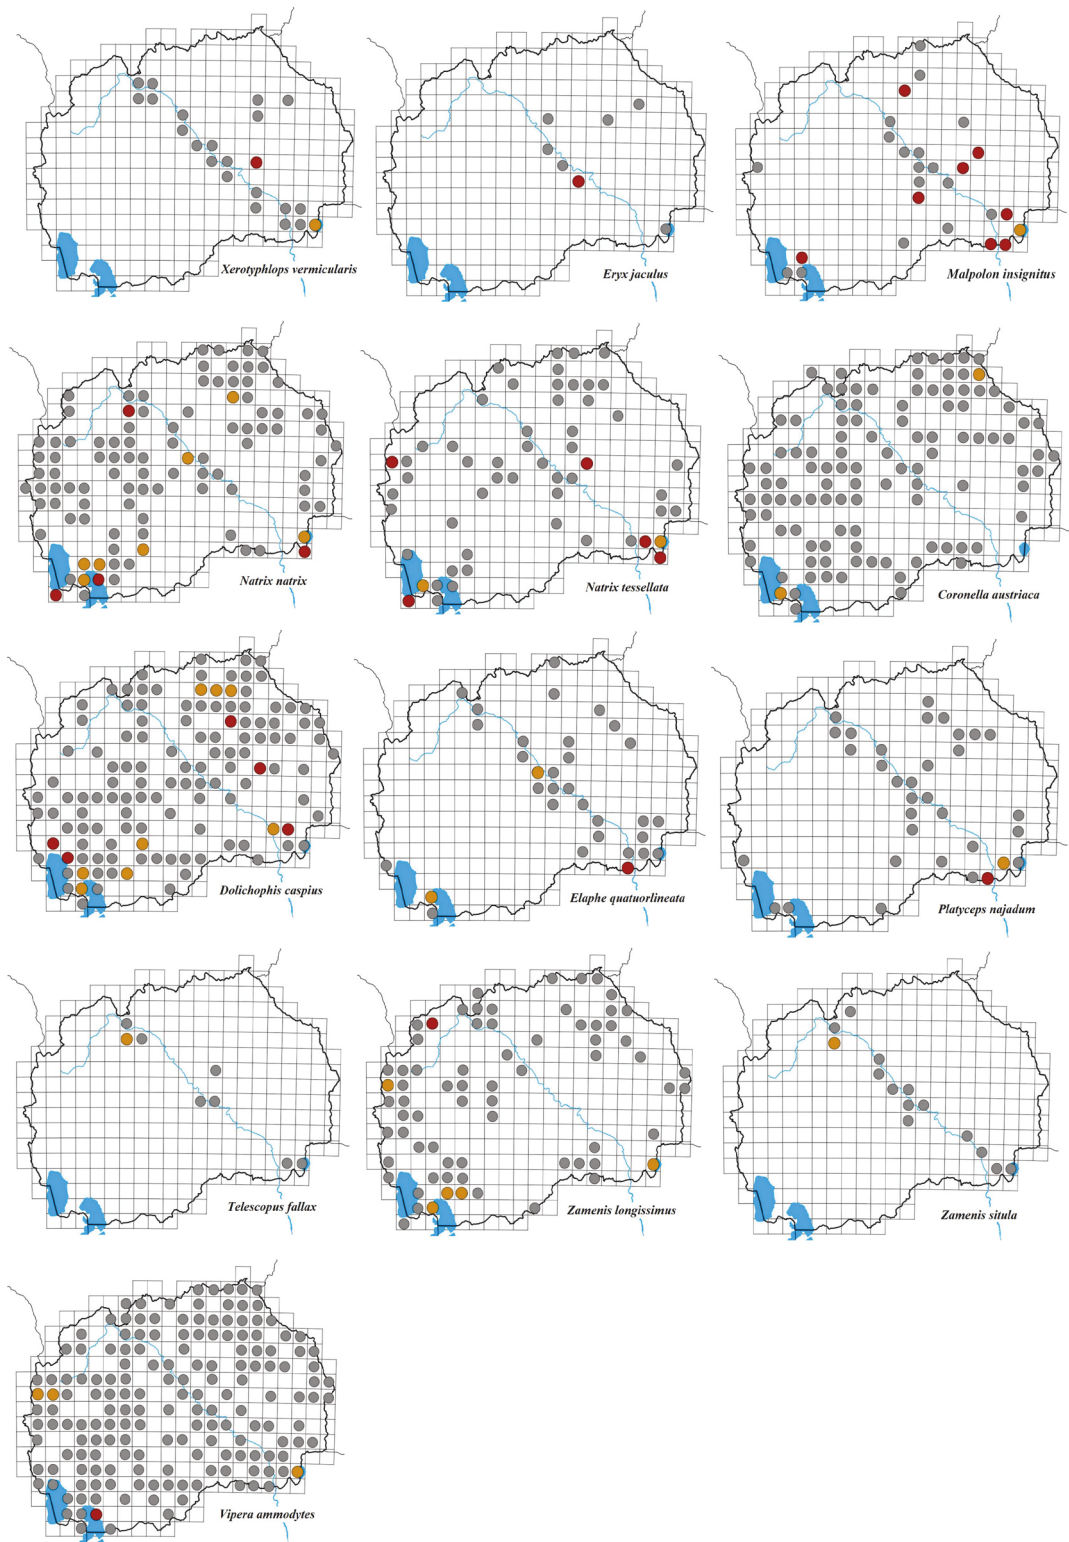 Xerotyphlops vermicularis
Eryx jaculus
Malpolon insignitus
Natrix natrix
Natrix tessellata
Coronella austriaca
Dolichophis caspius
Elaphe quatuorlineata
Platyceps najadum
Telescopus fallax
Zamenis longissimus
Zamenis situla
Vipera ammodytes